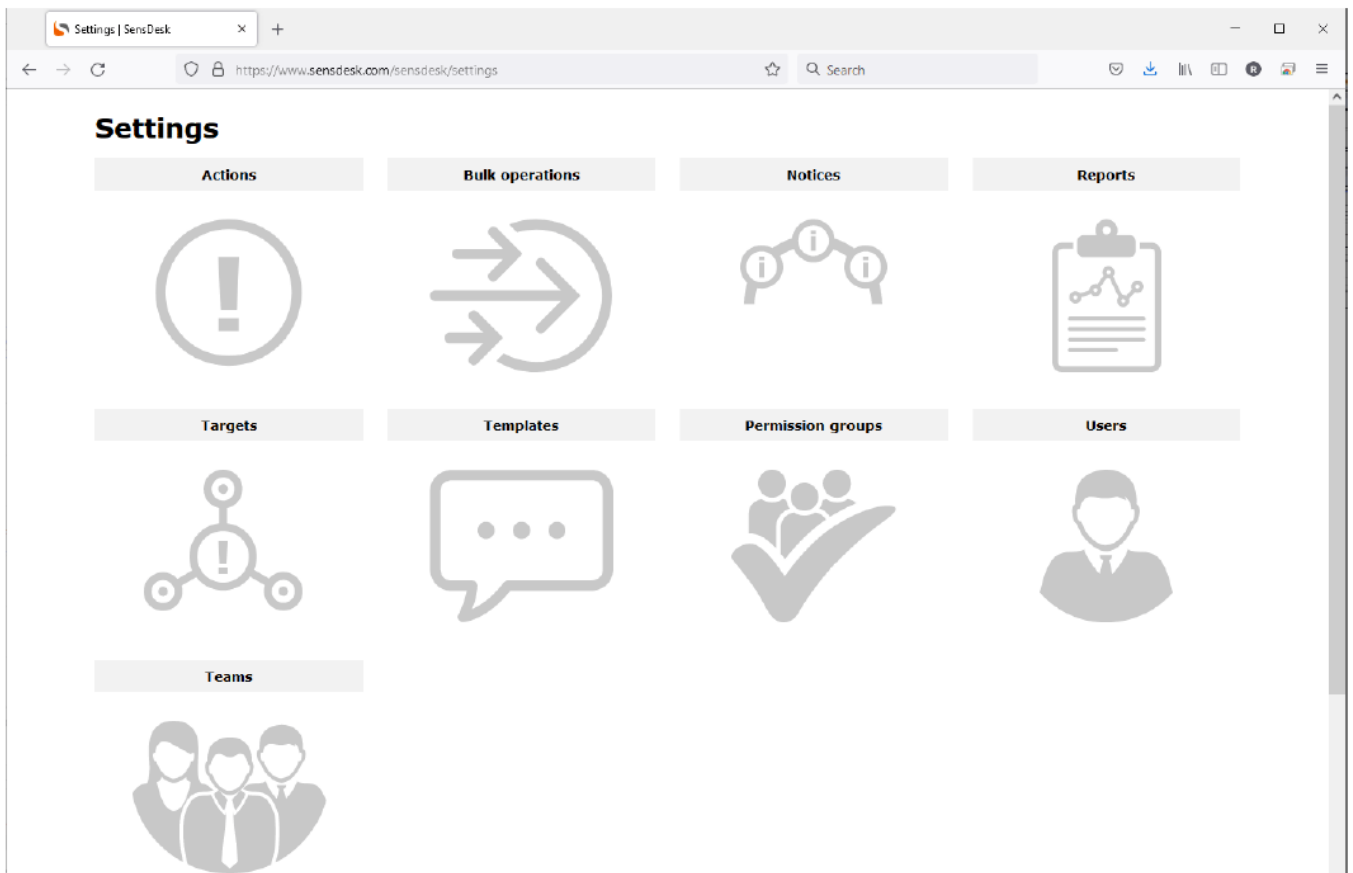 Settings | SensDesk
https://www.sensdesk.com/sensdesk/settings
Search
R
Settings
Actions
Bulk operations
Notices
Reports
!
i
i
i
Targets
Templates
Permission groups
Users
!
Teams